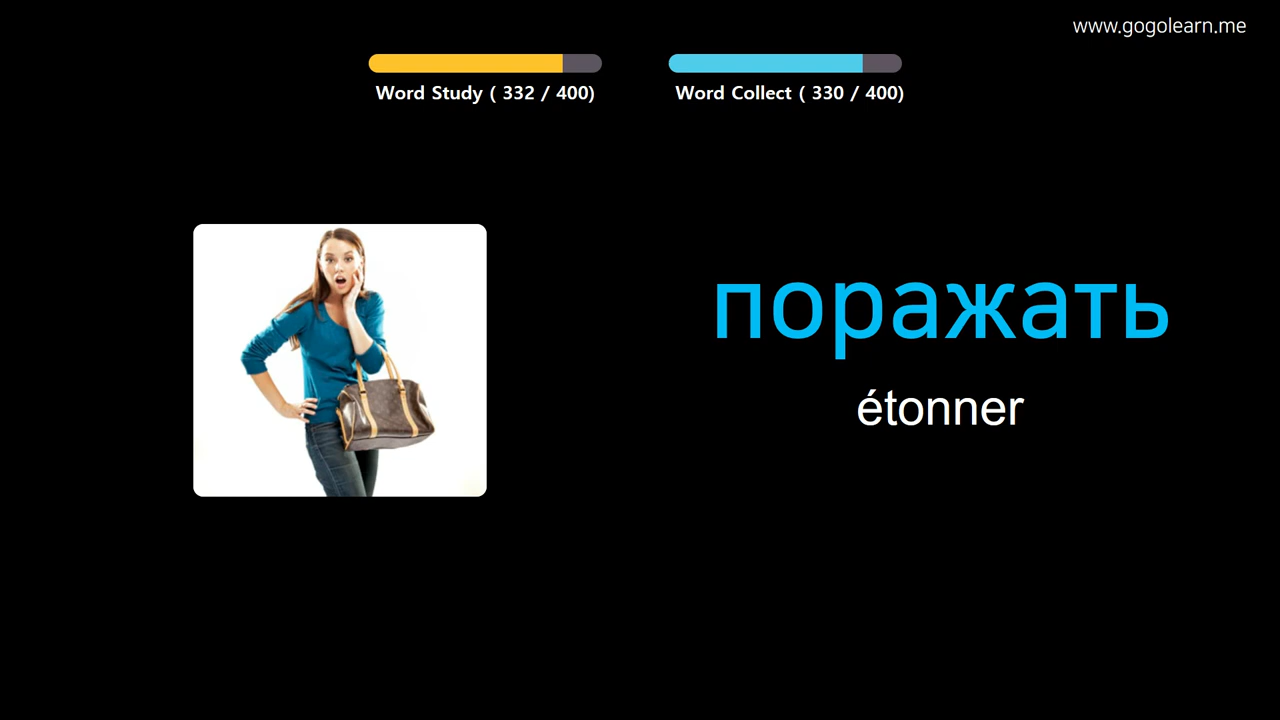 www.gogolearn.me
Word Study ( 332 / 400)
Word Collect ( 330 / 400)
поражать
étonner